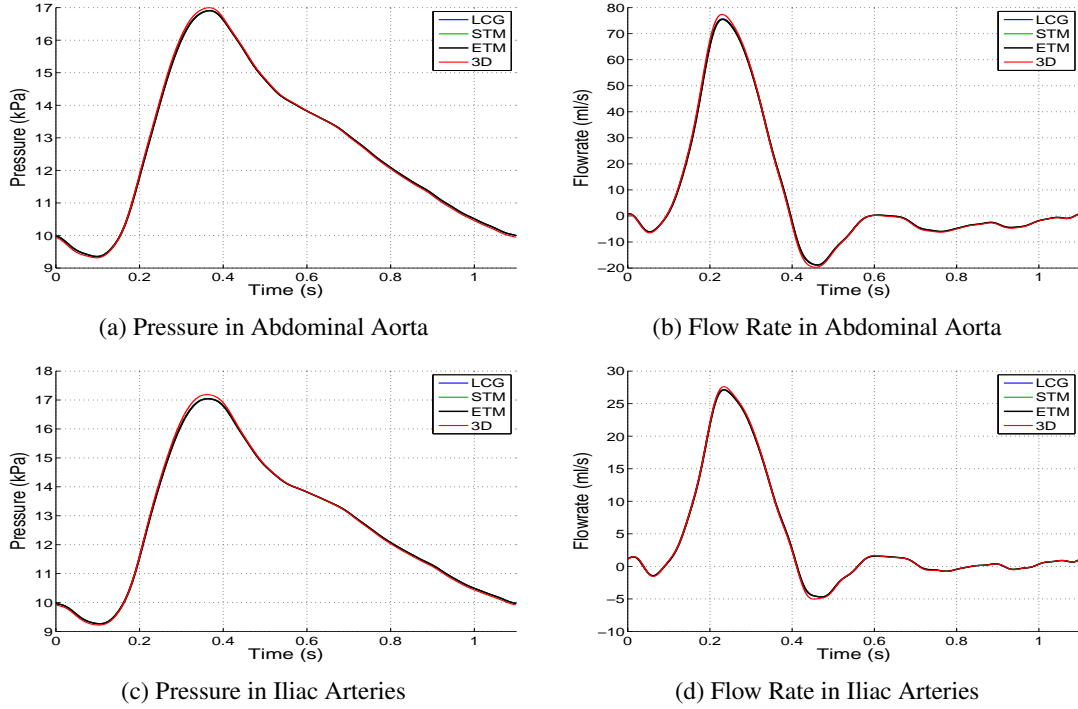 17
16
15
14
13
12
11
10
9
Pressure (kPa)
0
0.2
0.4
0.6
0.8
1
Time (s)
LCG
STM
ETM
3D
(a) Pressure in Abdominal Aorta
80
70
60
50
40
30
20
10
0
−10
−20
Flowrate (ml/s)
0
0.2
0.4
0.6
0.8
1
Time (s)
LCG
STM
ETM
3D
(b) Flow Rate in Abdominal Aorta
18
17
16
15
14
13
12
11
10
9
Pressure (kPa)
0
0.2
0.4
0.6
0.8
1
Time (s)
LCG
STM
ETM
3D
(c) Pressure in Iliac Arteries
30
25
20
15
10
5
0
−5
−10
Flowrate (ml/s)
0
0.2
0.4
0.6
0.8
1
Time (s)
LCG
STM
ETM
3D
(d) Flow Rate in Iliac Arteries